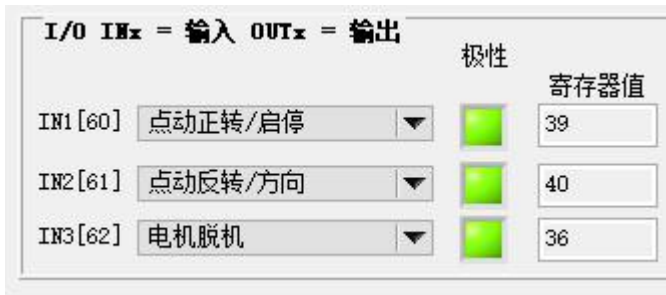 I/O INx = 输入 OUTx = 输出
极性
寄存器值
IN1[60] 点动正转/启停 39
IN2[61] 点动反转/方向 40
IN3[62] 电机脱机 36